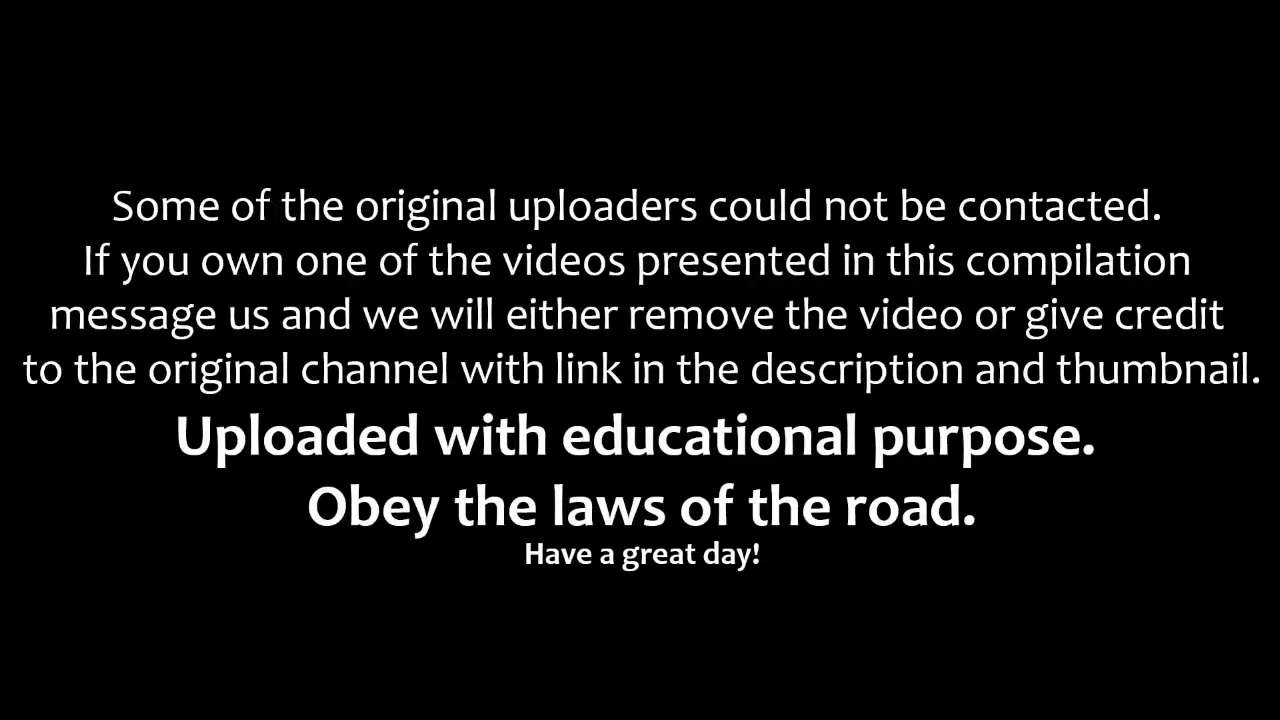 Some of the original uploaders could not be contacted.
If you own one of the videos presented in this compilation
message us and we will either remove the video or give credit
to the original channel with link in the description and thumbnail.
Uploaded with educational purpose.
Obey the laws of the road.
Have a great day!